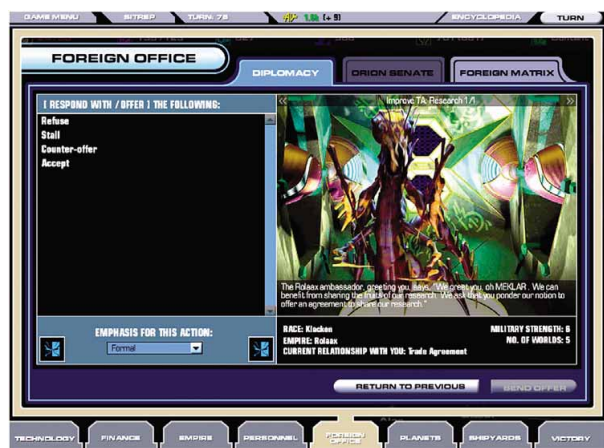 GAME MENU SITREP TURN: 78 (+ 9) ENCYCLOPEDIA TURN
FOREIGN OFFICE
DIPLOMACY ORION SENATE FOREIGN MATRIX
I RESPOND WITH / OFFER ] THE FOLLOWING:
Refuse
Stall
Counter-offer
Accept
EMPHASIS FOR THIS ACTION:
Formal
« Improve TA: Research 1/1 »
The Rolaax ambassador, greeting you, says, "We greet you, oh MEKLAR . We can
benefit from sharing the fruits of our research. We ask that you ponder our notion to
offer an agreement to share our research."
RACE: Klackon MILITARY STRENGTH: 6
EMPIRE: Rolaax NO. OF WORLDS: 5
CURRENT RELATIONSHIP WITH YOU: Trade Agreement
RETURN TO PREVIOUS SEND OFFER
TECHNOLOGY FINANCE EMPIRE PERSONNEL FOREIGN OFFICE PLANETS SHIPYARDS VICTORY